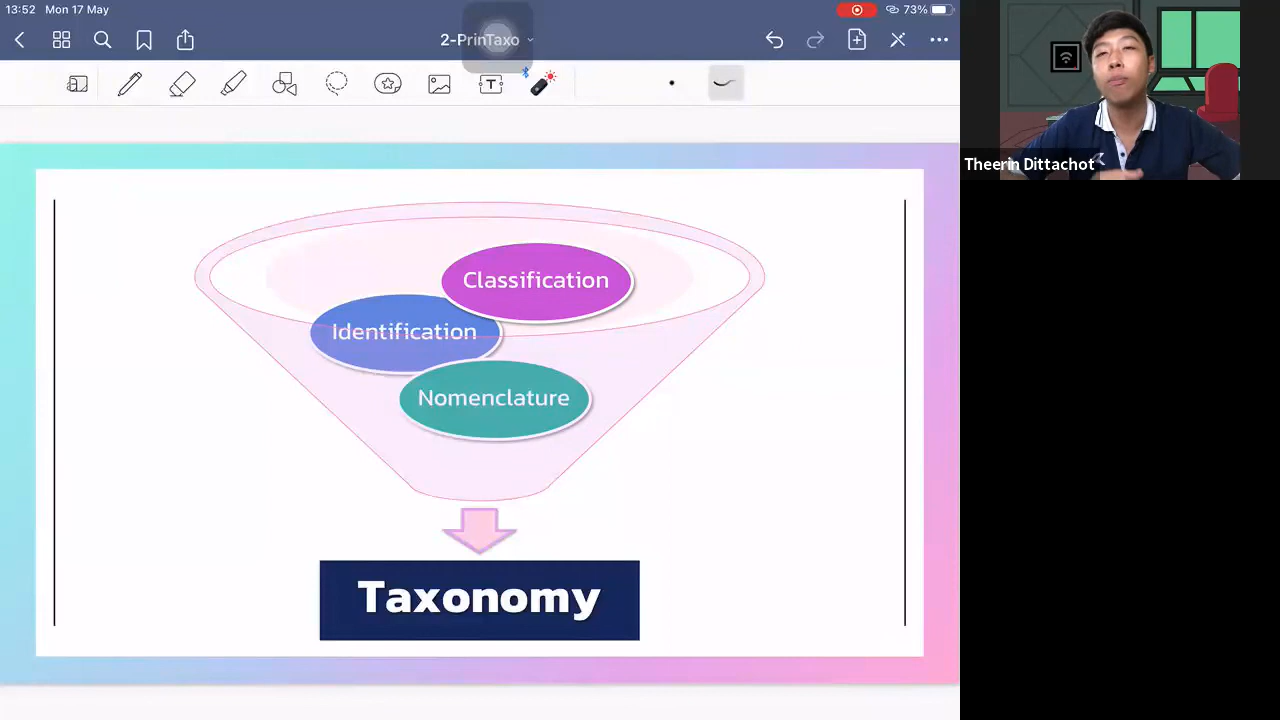 13:52 Mon 17 May
73%
2-PrinTaxo
T
Theerin Dittachot
Classification
Identification
Nomenclature
Taxonomy